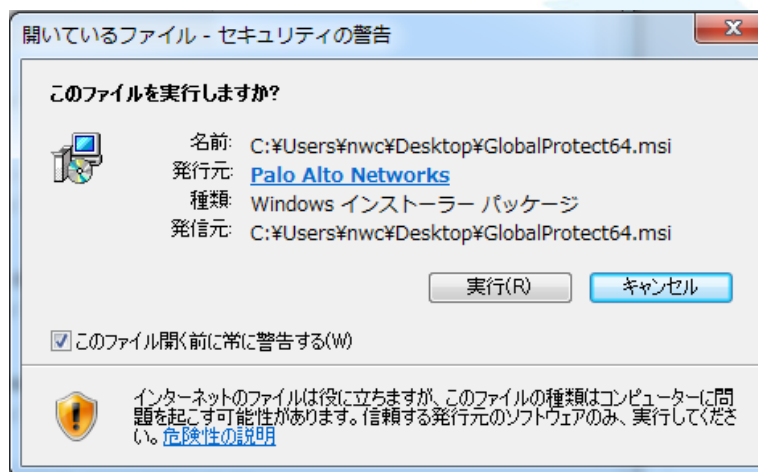 開いているファイル - セキュリティの警告
このファイルを実行しますか?
名前: C:¥Users¥nwc¥Desktop¥GlobalProtect64.msi
発行元: Palo Alto Networks
種類: Windows インストーラー パッケージ
発信元: C:¥Users¥nwc¥Desktop¥GlobalProtect64.msi
実行(R) キャンセル
このファイル開く前に常に警告する(W)
インターネットのファイルは役に立ちますが、このファイルの種類はコンピューターに問
題を起こす可能性があります。信頼する発行元のソフトウェアのみ、実行してくださ
い。危険性の説明